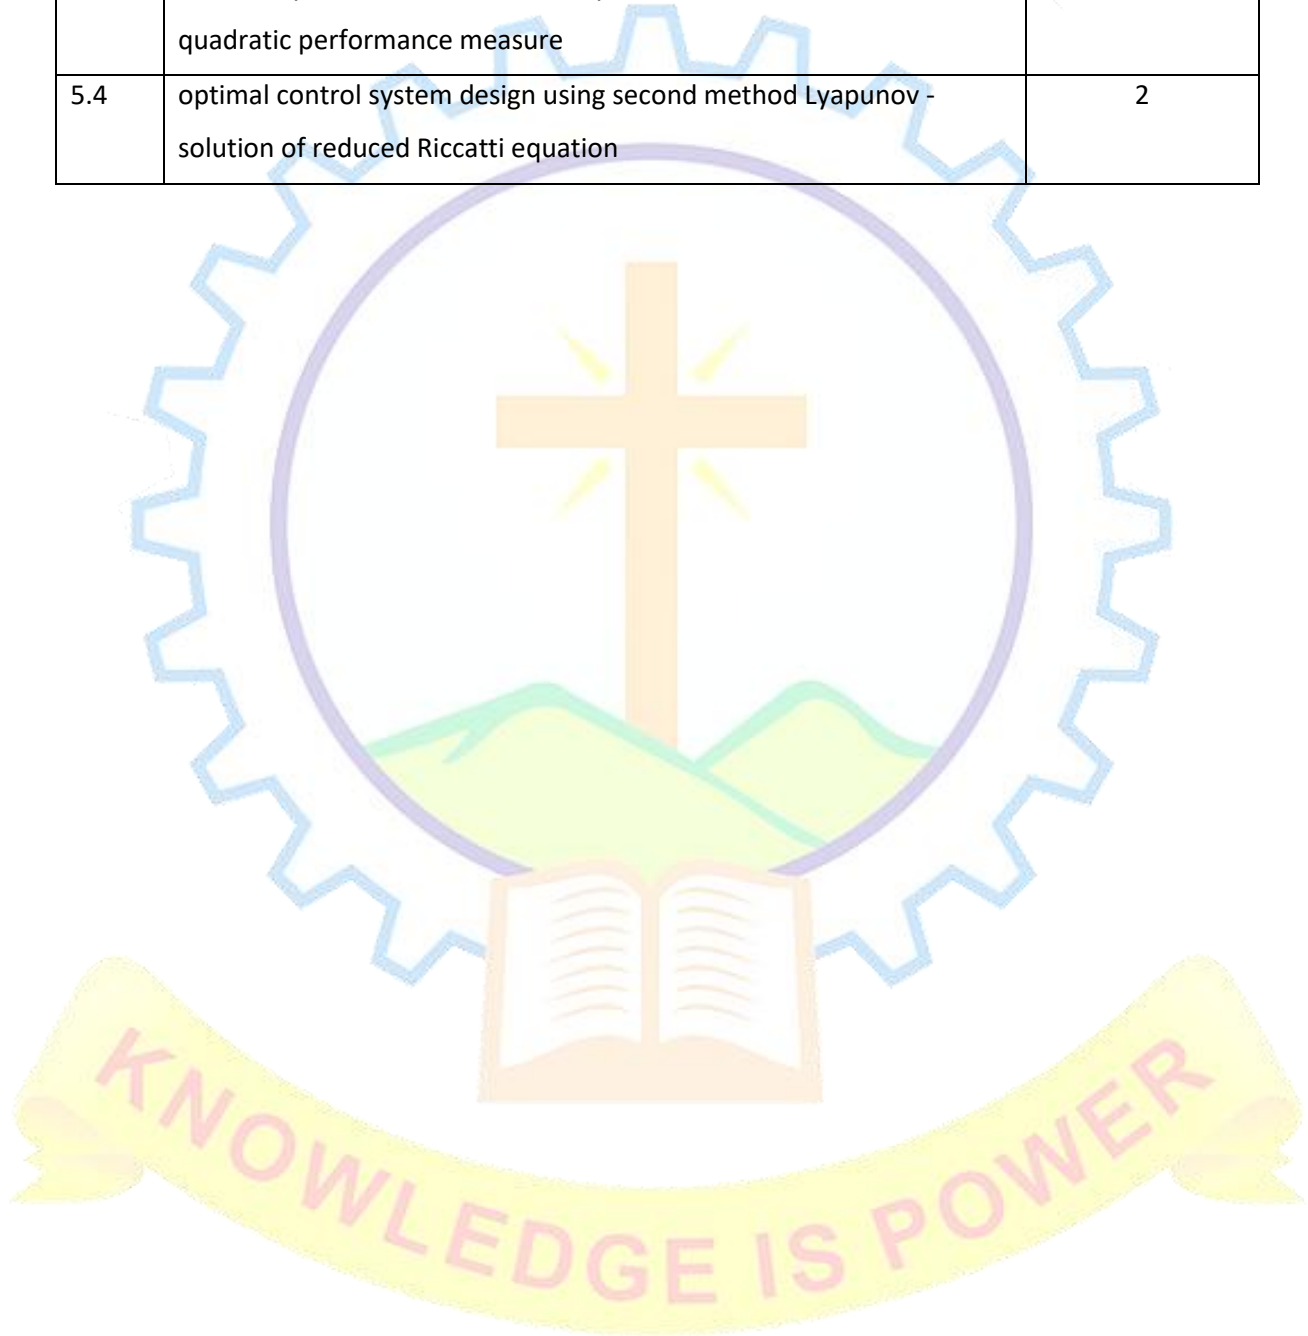 quadratic performance measure
5.4 optimal control system design using second method Lyapunov - 2
solution of reduced Riccatti equation
KNOWLEDGE IS POWER